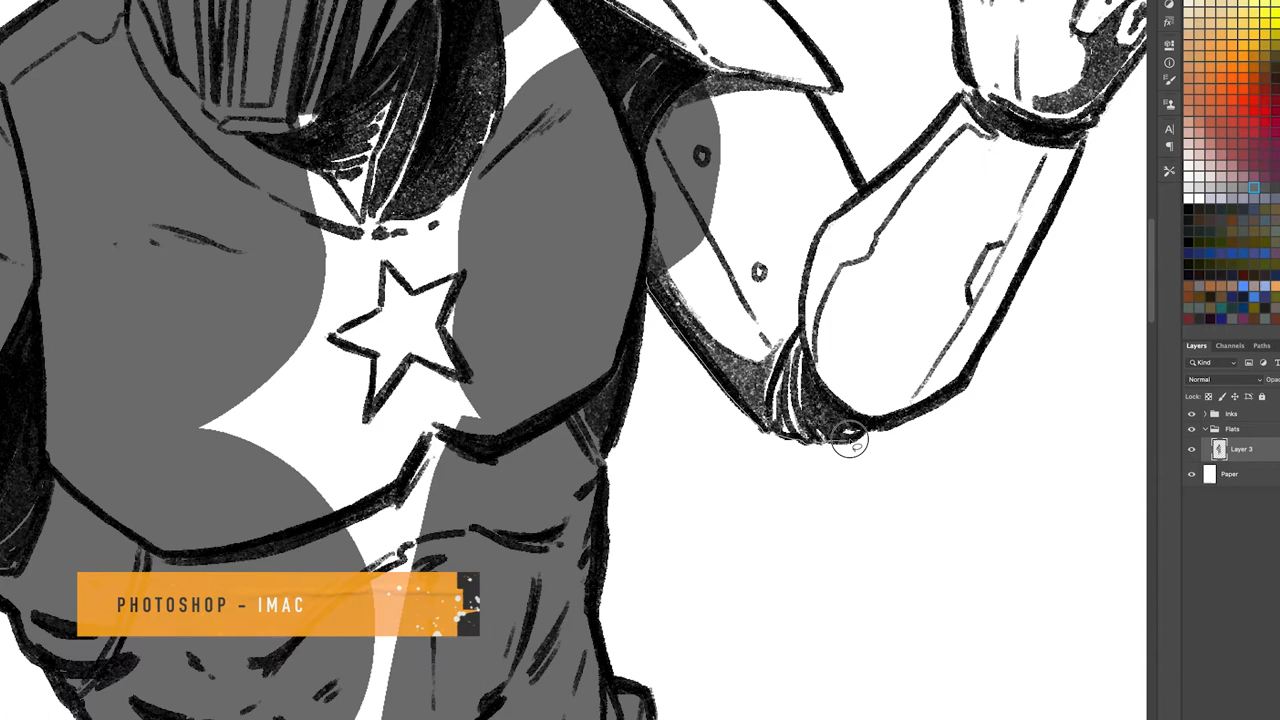 PHOTOSHOP - IMAC
Layers Channels Paths
Kind
Normal
Lock:
Inks
Flats
Layer 3
Paper